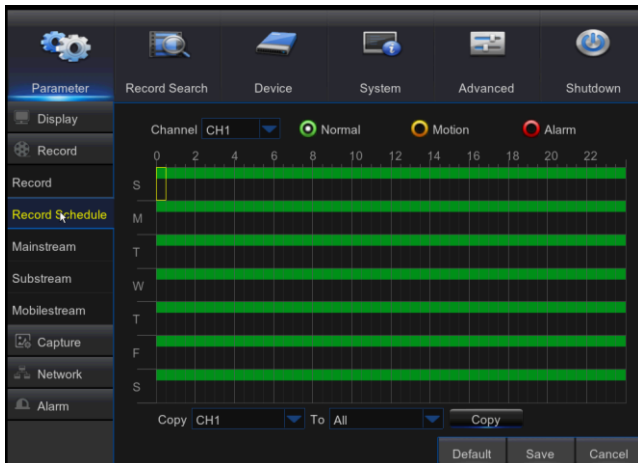 Parameter Record Search Device System Advanced Shutdown
Display
Record
Record
Record Schedule
Mainstream
Substream
Mobilestream
Capture
Network
Alarm
Channel CH1 Normal Motion Alarm
0 2 4 6 8 10 12 14 16 18 20 22
S
M
T
W
T
F
S
Copy CH1 To All Copy
Default Save Cancel